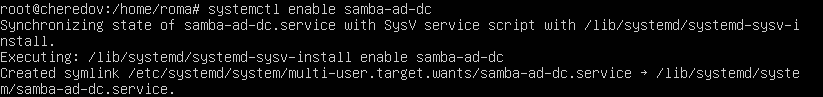 root@cheredov:/home/roma# systemctl enable samba-ad-dc
Synchronizing state of samba-ad-dc.service with SysV service script with /lib/systemd/systemd-sysv-i
nstall.
Executing: /lib/systemd/systemd-sysv-install enable samba-ad-dc
Created symlink /etc/systemd/system/multi-user.target.wants/samba-ad-dc.service → /lib/systemd/syste
m/samba-ad-dc.service.